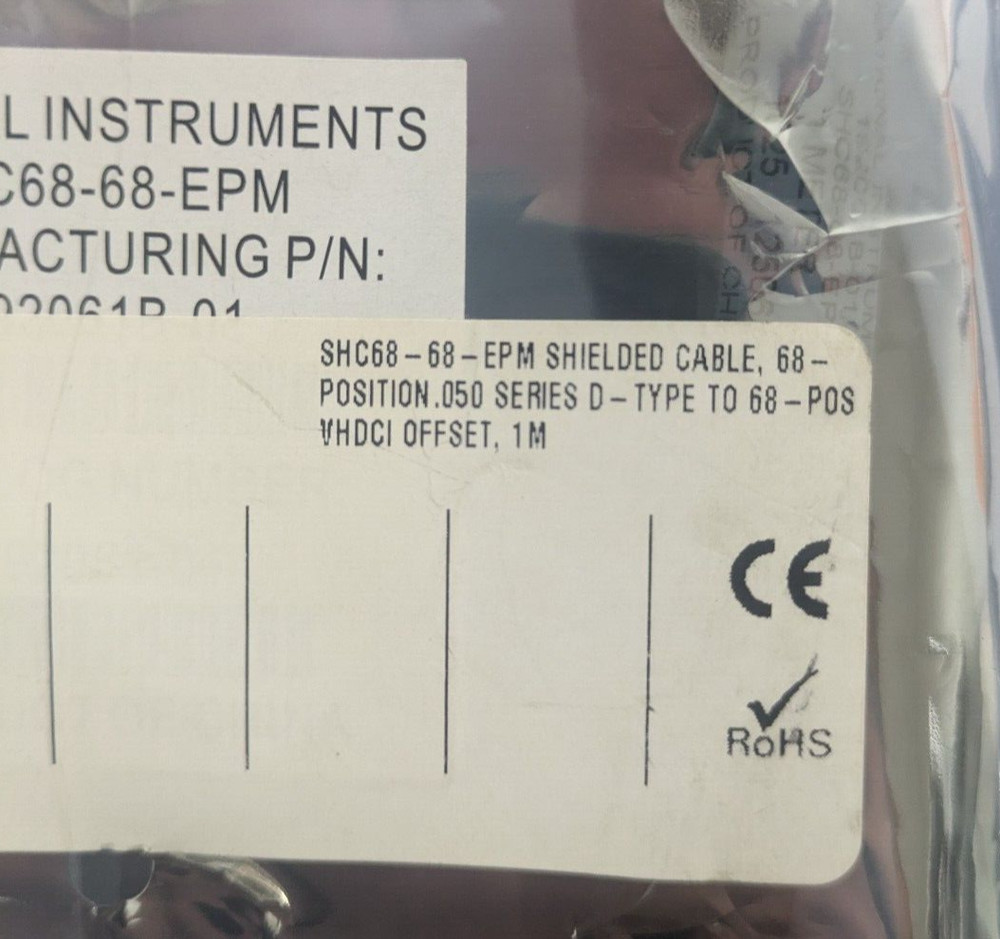 L INSTRUMENTS
C68-68-EPM
ACTURING P/N:
SHC68-68-EPM SHIELDED CABLE, 68-
POSITION.050 SERIES D-TYPE TO 68-POS
VHDCI OFFSET, 1M
CE
RoHS